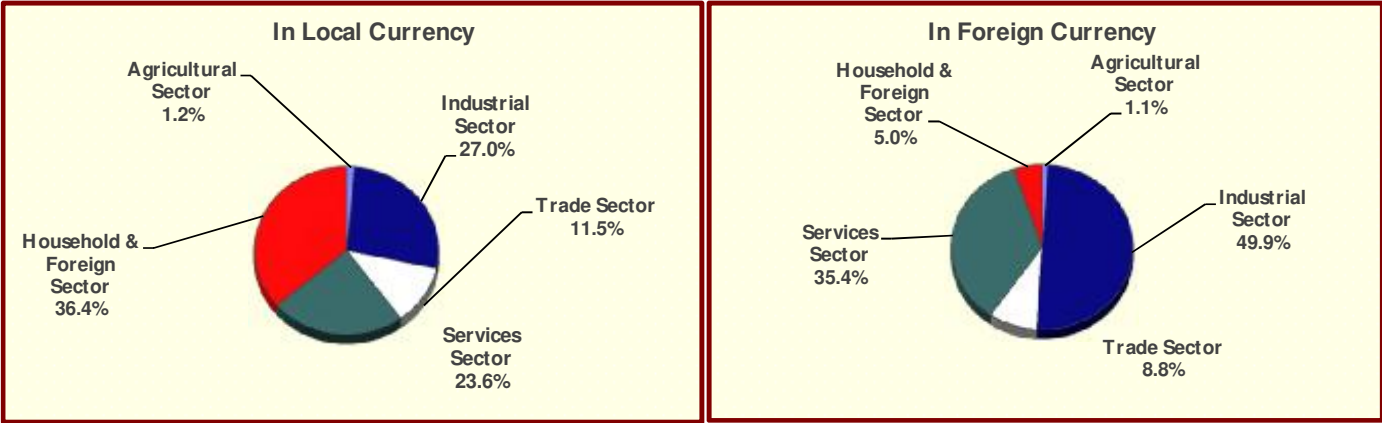 In Local Currency
Agricultural
Sector
1.2%
Industrial
Sector
27.0%
Trade Sector
11.5%
Services
Sector
23.6%
Household &
Foreign
Sector
36.4%
In Foreign Currency
Agricultural
Sector
1.1%
Industrial
Sector
49.9%
Trade Sector
8.8%
Services
Sector
35.4%
Household &
Foreign
Sector
5.0%